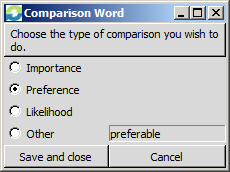 Comparison Word
Choose the type of comparison you wish to
do.
Importance
Preference
Likelihood
Other preferable
Save and close Cancel